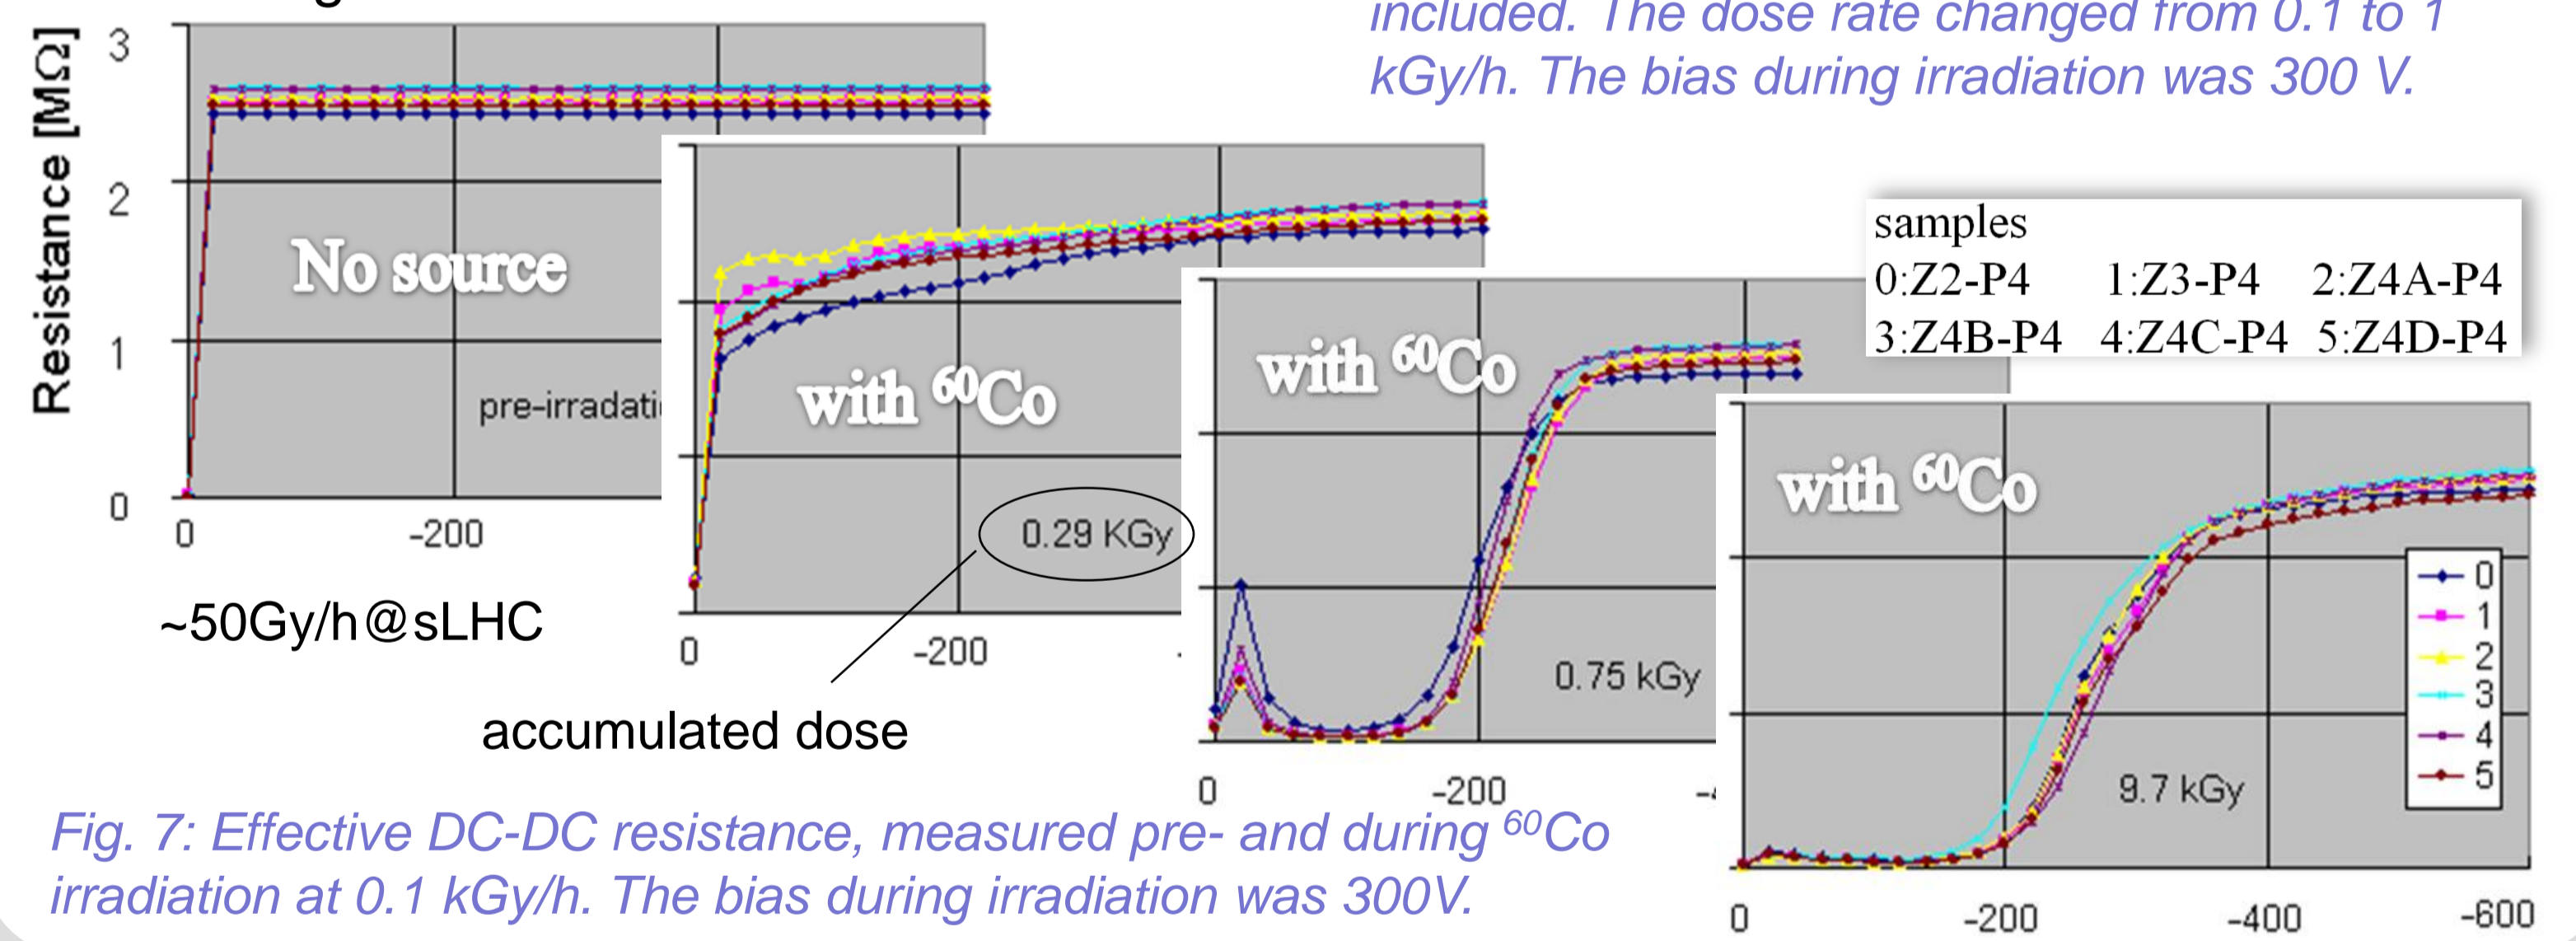 included. The dose rate changed from 0.1 to 1
kGy/h. The bias during irradiation was 300 V.
Resistance [MΩ]
3
2
1
0
No source
pre-irradati
0
-200
with ⁶⁰Co
0.29 KGy
0
-200
with ⁶⁰Co
0.75 kGy
0
-200
samples
0:Z2-P4 1:Z3-P4 2:Z4A-P4
3:Z4B-P4 4:Z4C-P4 5:Z4D-P4
with ⁶⁰Co
9.7 kGy
0
1
2
3
4
5
0
-200
-400
-600
~50Gy/h@sLHC
accumulated dose
Fig. 7: Effective DC-DC resistance, measured pre- and during ⁶⁰Co
irradiation at 0.1 kGy/h. The bias during irradiation was 300V.